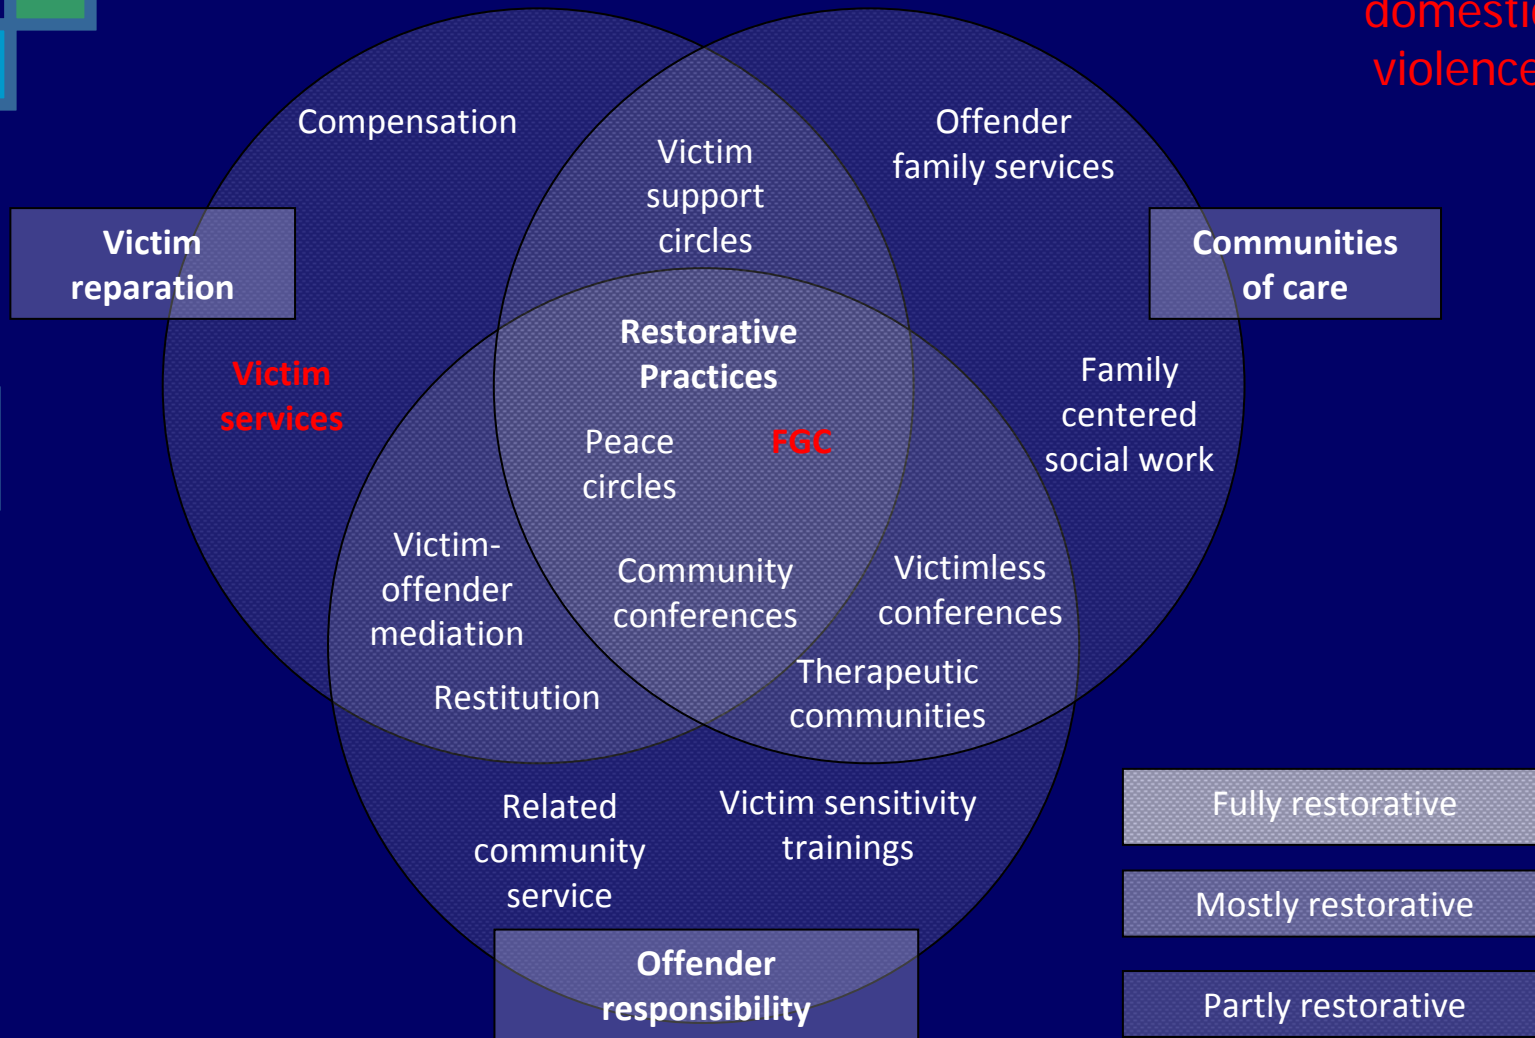 domestic
violence
Compensation
Victim
support
circles
Offender
family services
Victim
reparation
Communities
of care
Restorative
Practices
Victim
services
Family
centered
social work
Peace
circles
FGC
Victim-
offender
mediation
Community
conferences
Victimless
conferences
Restitution
Therapeutic
communities
Related
community
service
Victim sensitivity
trainings
Fully restorative
Mostly restorative
Offender
responsibility
Partly restorative